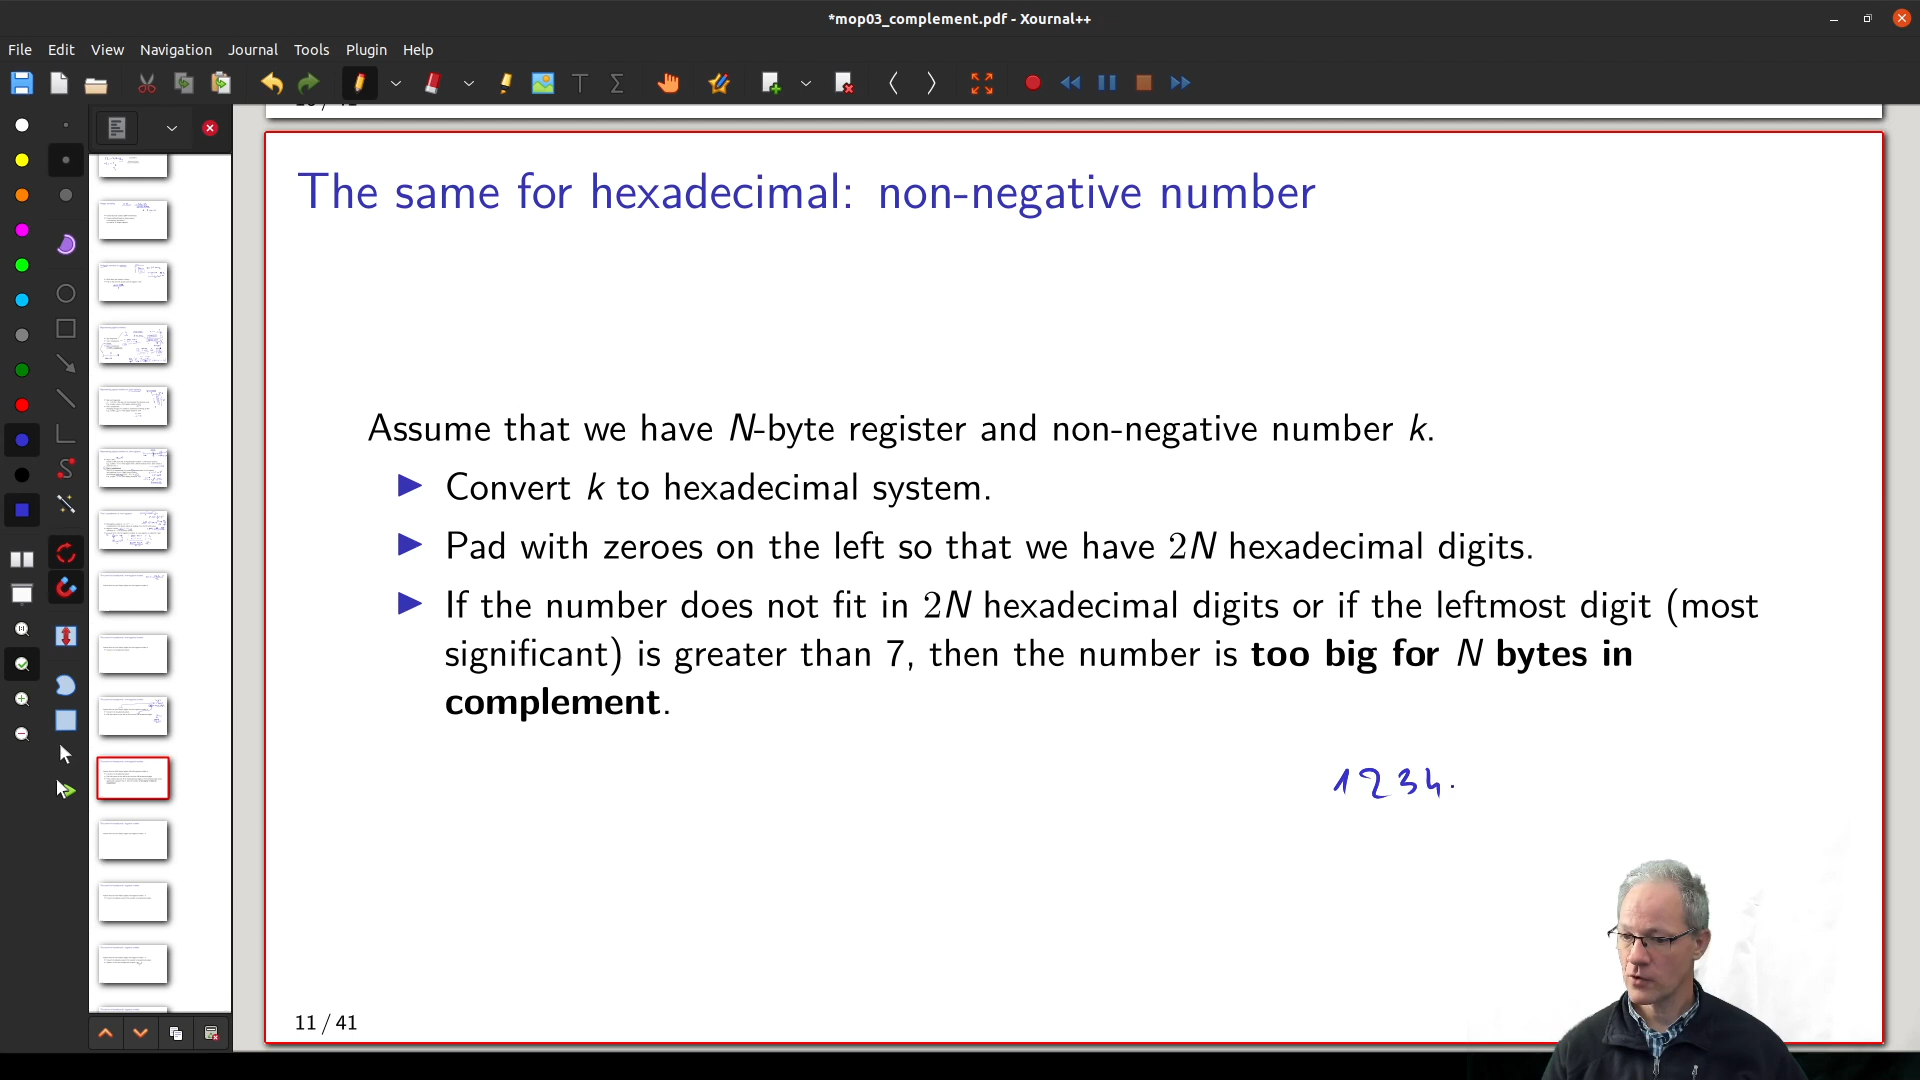 *mop03_complement.pdf - Xournal++
File Edit View Navigation Journal Tools Plugin Help
The same for hexadecimal: non-negative number
Assume that we have N-byte register and non-negative number k.
Convert k to hexadecimal system.
Pad with zeroes on the left so that we have 2N hexadecimal digits.
If the number does not fit in 2N hexadecimal digits or if the leftmost digit (most
significant) is greater than 7, then the number is too big for N bytes in
complement.
1234.
11 / 41